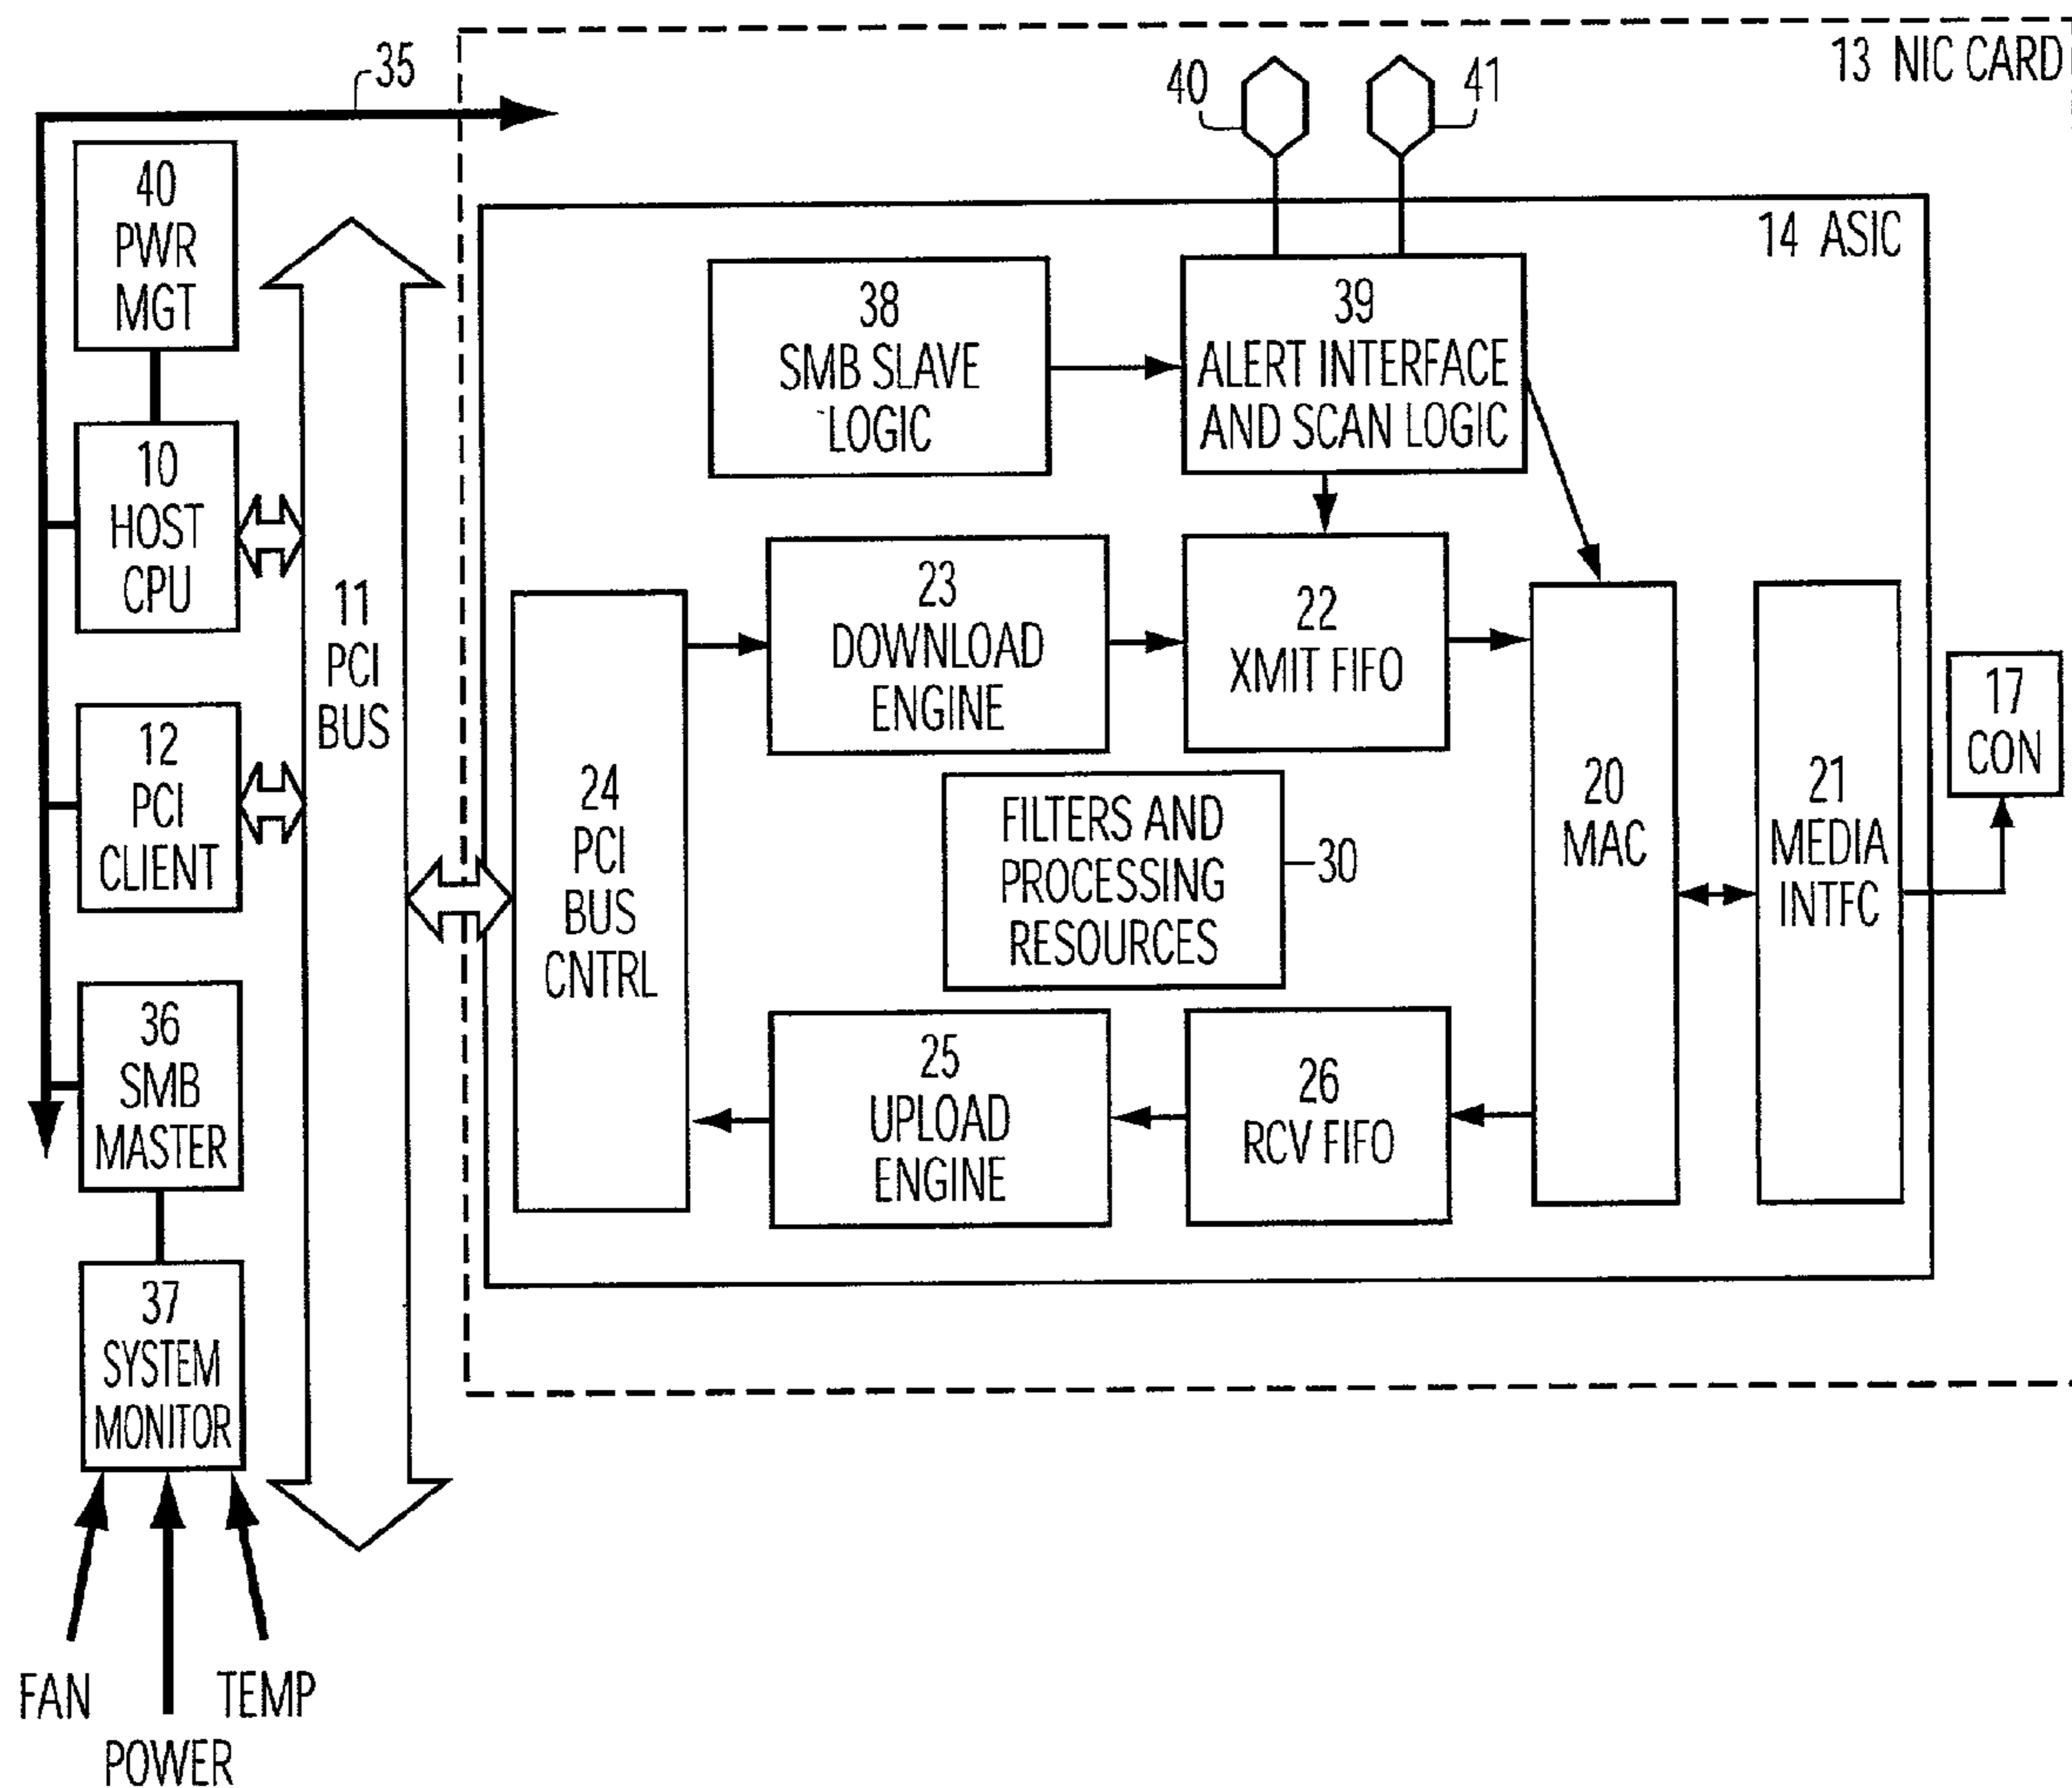 35
13 NIC CARD
40
41
14 ASIC
40
PWR
MGT
38
SMB SLAVE
LOGIC
39
ALERT INTERFACE
AND SCAN LOGIC
10
HOST
CPU
11
PCI
BUS
23
DOWNLOAD
ENGINE
22
XMIT FIFO
12
PCI
CLIENT
24
PCI
BUS
CNTRL
FILTERS AND
PROCESSING
RESOURCES
30
20
MAC
21
MEDIA
INTFC
17
CON
36
SMB
MASTER
25
UPLOAD
ENGINE
26
RCV FIFO
37
SYSTEM
MONITOR
FAN
TEMP
POWER